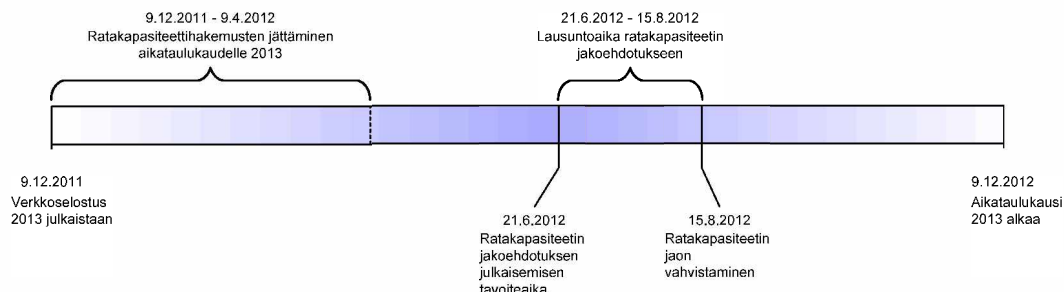 9.12.2011 - 9.4.2012
Ratakapasiteettihakemusten jättäminen
aikataulukaudelle 2013
21.6.2012 - 15.8.2012
Lausuntoaika ratakapasiteetin
jakoehdotukseen
9.12.2011
Verkkoselostus
2013 julkaistaan
21,6,2012
Ratakapasiteetin
jakoehdotuksen
julkaisemisen
tavoiteaika
15,8.2012
Ratakapasiteetin
jaon
vahvistaminen
9.12.2012
Aikataulukausi
2013 alkaa